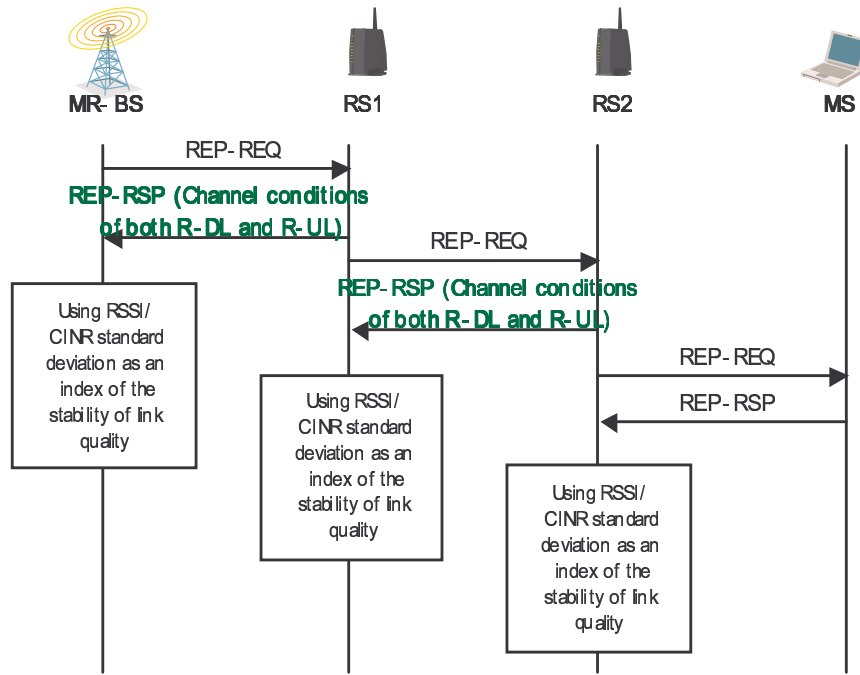 MR- BS
RS1
RS2
MS
REP- REQ
REP- RSP (Channel conditions
of both R- DL and R- UL)
REP- REQ
REP- RSP (Channel conditions
of both R- DL and R- UL)
Using RSSI/
CINR standard
deviation as an
index of the
stability of link
quality
REP- REQ
REP- RSP
Using RSSI/
CINR standard
deviation as an
index of the
stability of link
quality
Using RSSI/
CINR standard
deviation as an
index of the
stability of link
quality